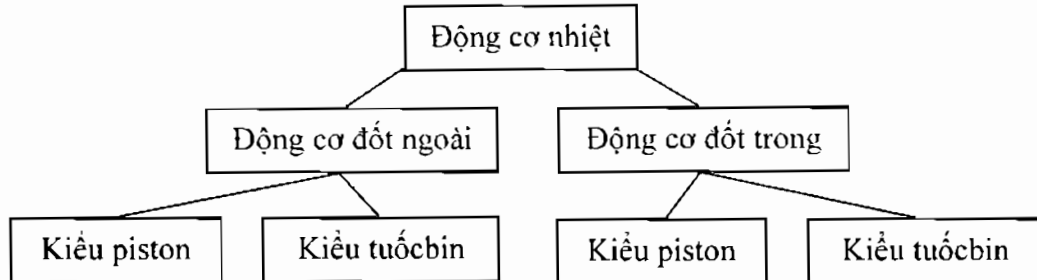 Động cơ nhiệt
Động cơ đốt ngoài
Động cơ đốt trong
Kiểu piston
Kiểu tuốcbin
Kiểu piston
Kiểu tuốcbin